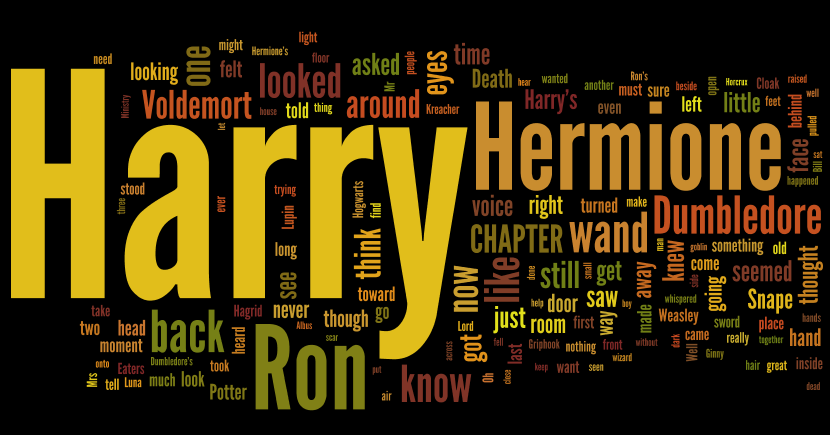 Harry
Hermione
Ron
Dumbledore
Voldemort
looked
back
wand
CHAPTER
know
around
like
one
eyes
time
asked
need
looking
might
Hermione's
light
floor
felt
people
Mr
Death
hear
wanted
another
Ron's
must
sure
beside
open
Horcrux
Cloak
raised
well
Ministry
house
told
thing
Kreacher
Harry's
even
left
little
feet
behind
pulled
let
face
sat
Bill
happened
stood
three
ever
trying
Lupin
Hogwarts
find
voice
right
turned
make
think
long
see
toward
now
still
done
small
get
away
man
knew
goblin
something
old
come
side
seemed
thought
never
though
go
Lord
help
door
saw
boy
made
whispered
going
Snape
take
Hagrid
Albus
scar
just
room
first
way
Weasley
sword
place
hands
two
head
moment
heard
got
across
fell
last
Griphook
nothing
front
without
dark
came
really
together
hand
Well
Ginny
onto
Dumbledore's
took
Mrs
Eaters
tell
Luna
much
look
Potter
put
air
Oh
close
keep
want
seen
wizard
hair
great
inside
dead